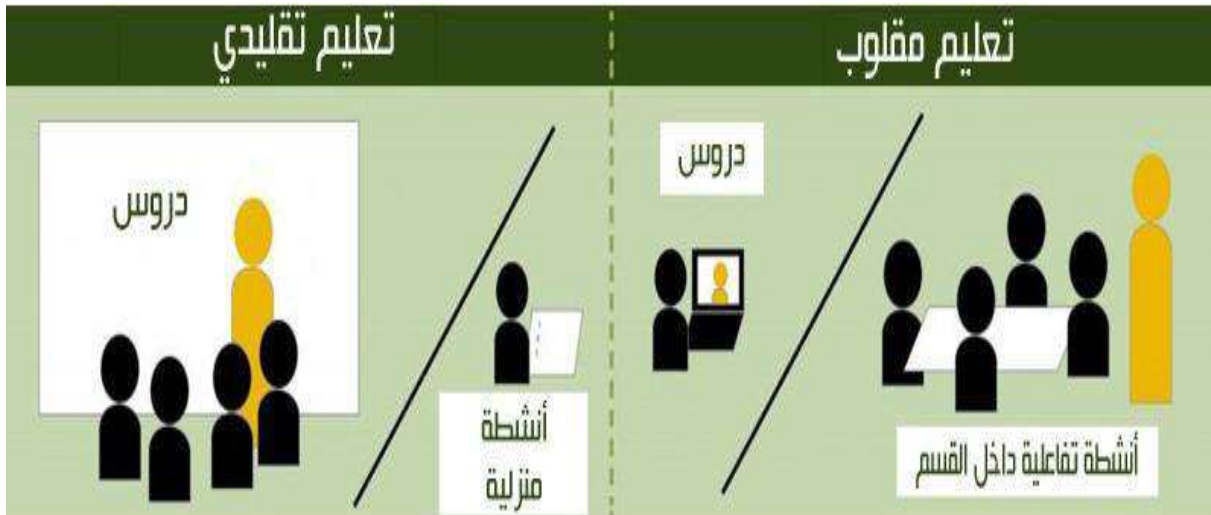 تعليم مقلوب
تعليم تقليدي
دروس
أنشطة تفاعلية داخل القسم
دروس
أنشطة
منزلية